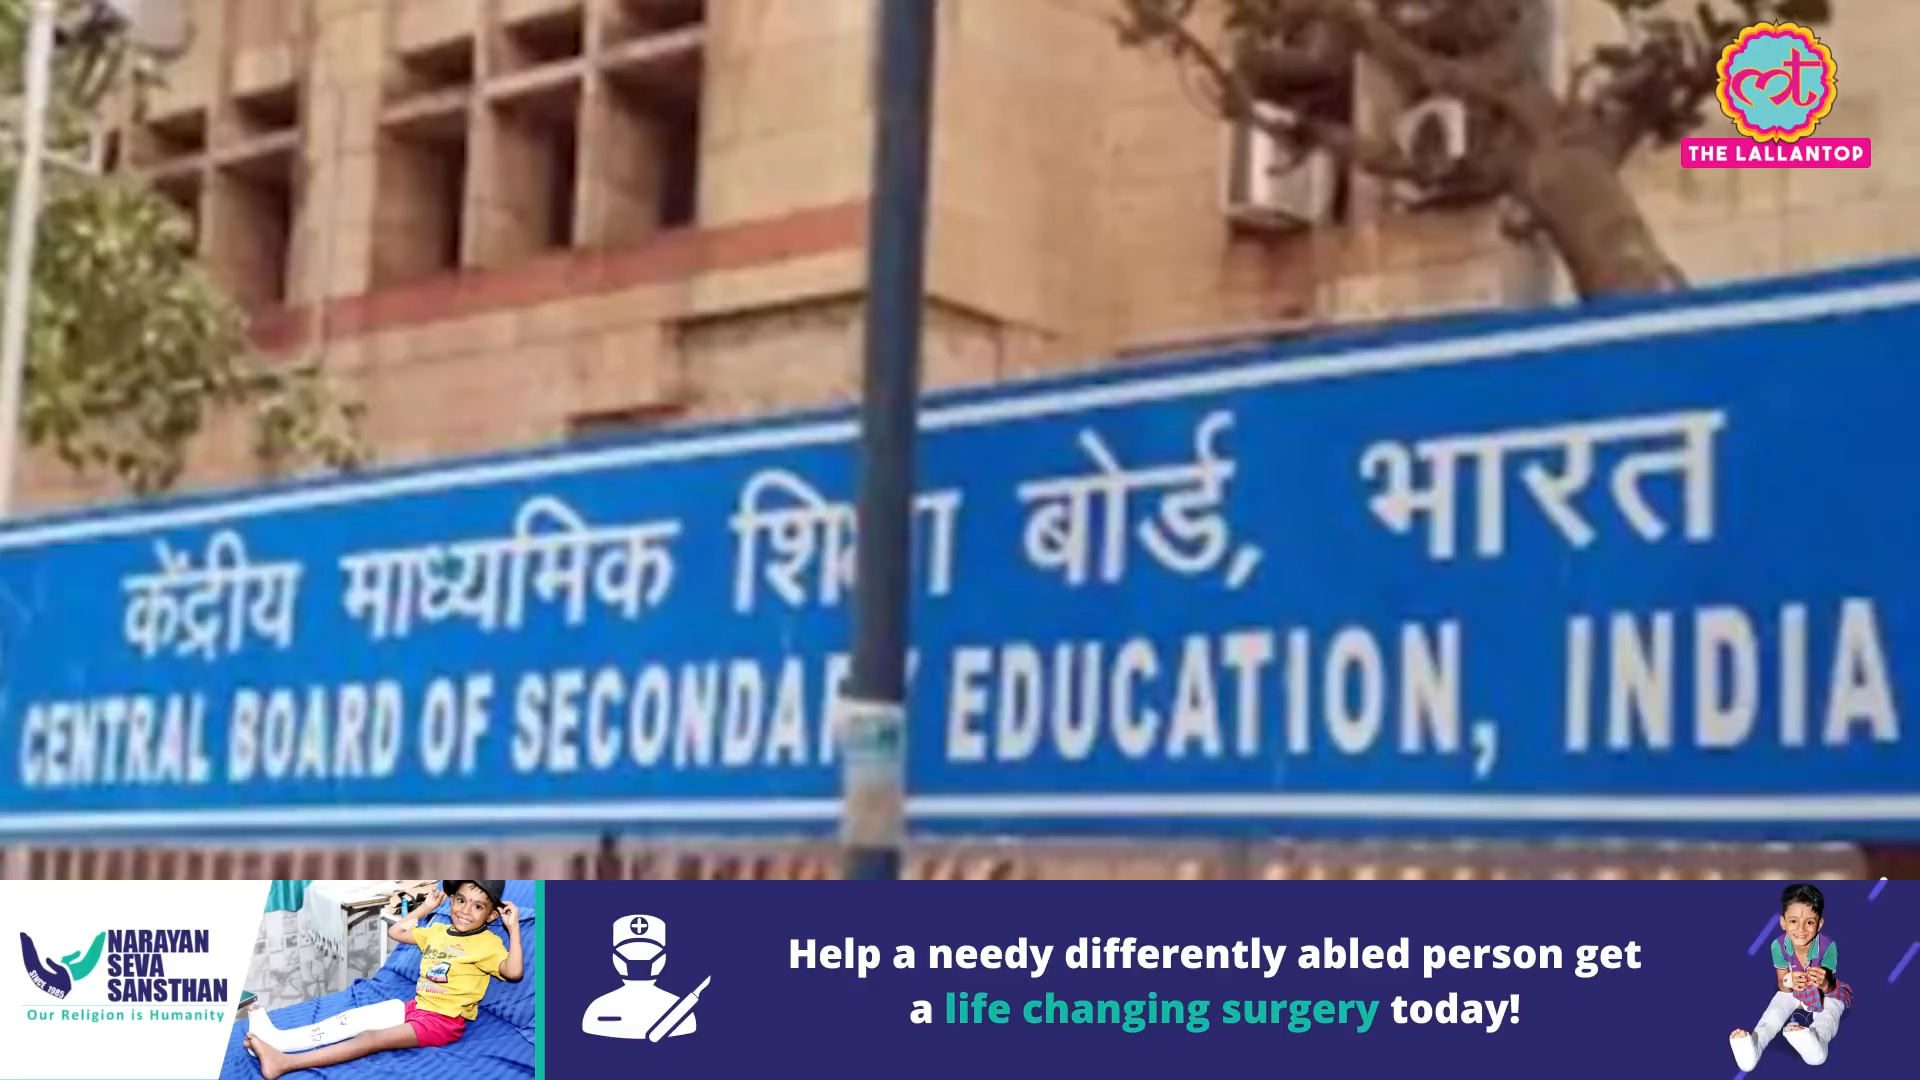 THE LALLANTOP
केंद्रीय माध्यमिक शिक्षा बोर्ड, भारत
CENTRAL BOARD OF SECONDARY EDUCATION, INDIA
NARAYAN
SEVA
SANSTHAN
SINCE 1985
Our Religion is Humanity
Help a needy differently abled person get
a life changing surgery today!